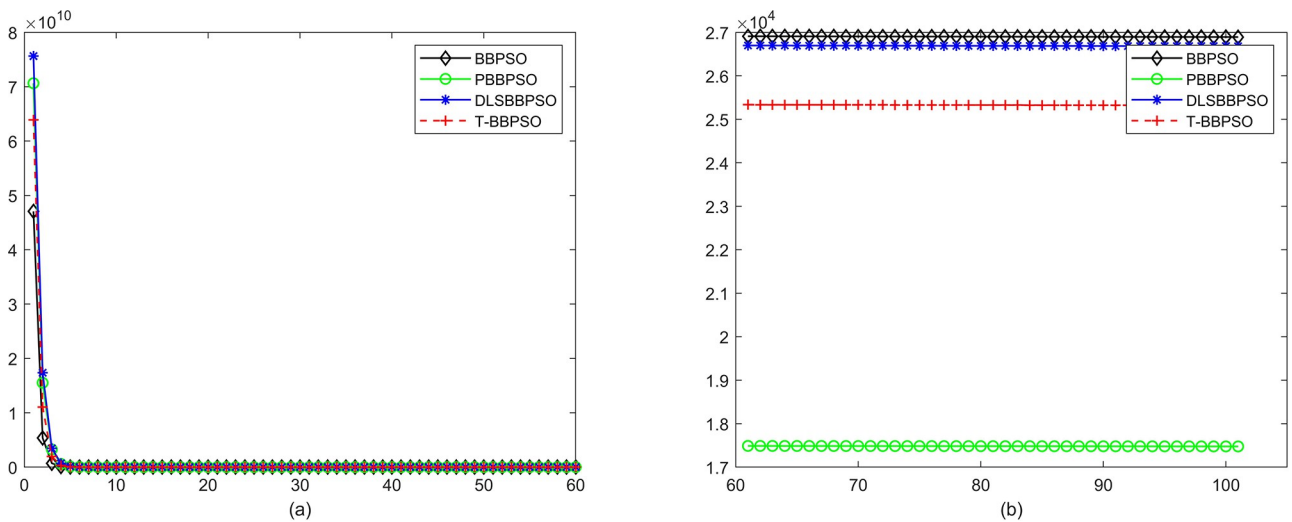 ×10^10
8
7
6
5
4
3
2
1
0
0 10 20 30 40 50 60
BBPSO
PBBPSO
DLSBBPSO
T-BBPSO
(a)
×10^4
2.7
2.6
2.5
2.4
2.3
2.2
2.1
2
1.9
1.8
1.7
60 70 80 90 100
BBPSO
PBBPSO
DLSBBPSO
T-BBPSO
(b)